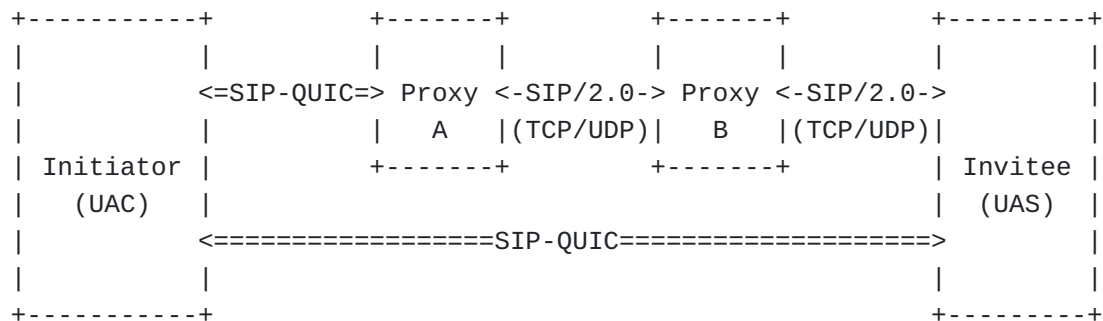 +-----------+         +-------+       +-------+       +---------+
|           |         |       |       |       |       |         |
|           <=SIP-QUIC=> Proxy <-SIP/2.0-> Proxy <-SIP/2.0->         |
|           |         |   A   |(TCP/UDP)|   B   |(TCP/UDP)|         |
| Initiator |         +-------+       +-------+       | Invitee |
|   (UAC)   |                                         |  (UAS)  |
|           <==================SIP-QUIC====================>         |
|           |                                         |         |
+-----------+                                         +---------+